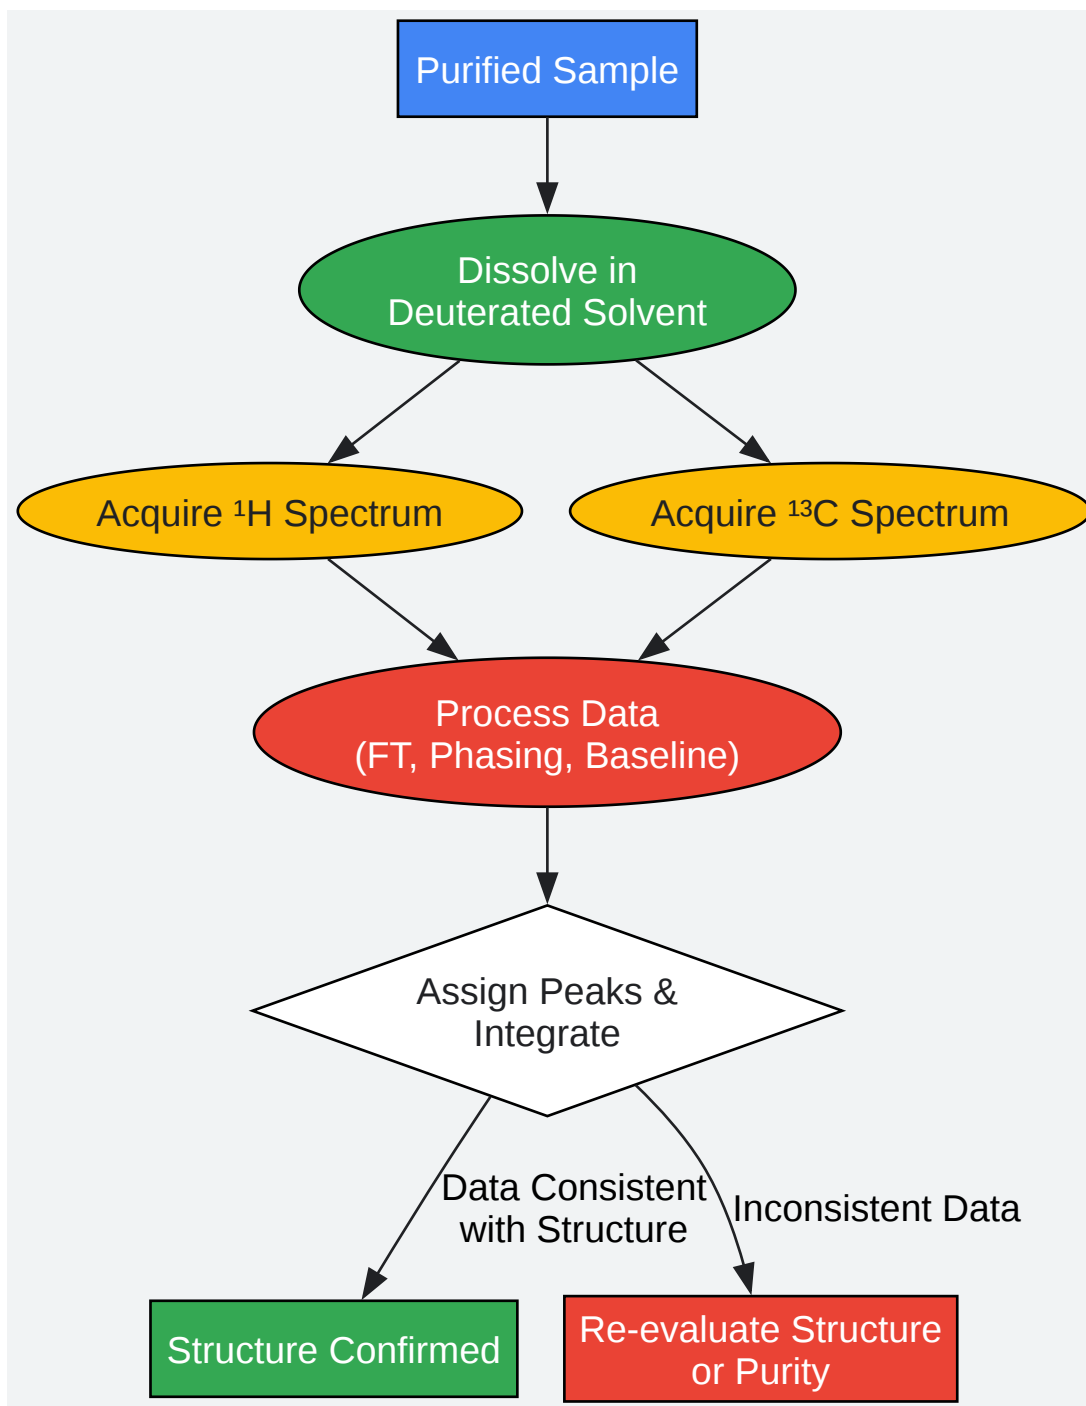 Purified Sample
Dissolve in
Deuterated Solvent
Acquire ¹H Spectrum
Acquire ¹³C Spectrum
Process Data
(FT, Phasing, Baseline)
Assign Peaks &
Integrate
Data Consistent
with Structure
Inconsistent Data
Structure Confirmed
Re-evaluate Structure
or Purity